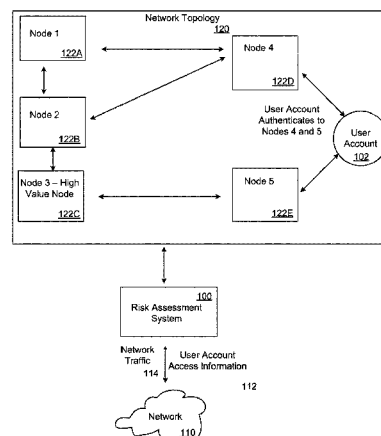 Network Topology
120
Node 1
122A
Node 4
122D
Node 2
122B
User Account
Authenticates to
Nodes 4 and 5
User
Account
102
Node 3 – High
Value Node
122C
Node 5
122E
100
Risk Assessment
System
Network
Traffic
114
User Account
Access Information
112
Network
110